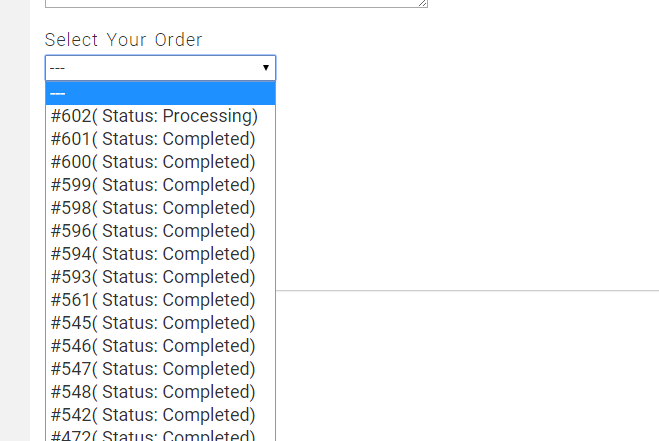 Select Your Order
---
---
#602( Status: Processing)
#601( Status: Completed)
#600( Status: Completed)
#599( Status: Completed)
#598( Status: Completed)
#596( Status: Completed)
#594( Status: Completed)
#593( Status: Completed)
#561( Status: Completed)
#545( Status: Completed)
#546( Status: Completed)
#547( Status: Completed)
#548( Status: Completed)
#542( Status: Completed)
#472( Status: Completed)